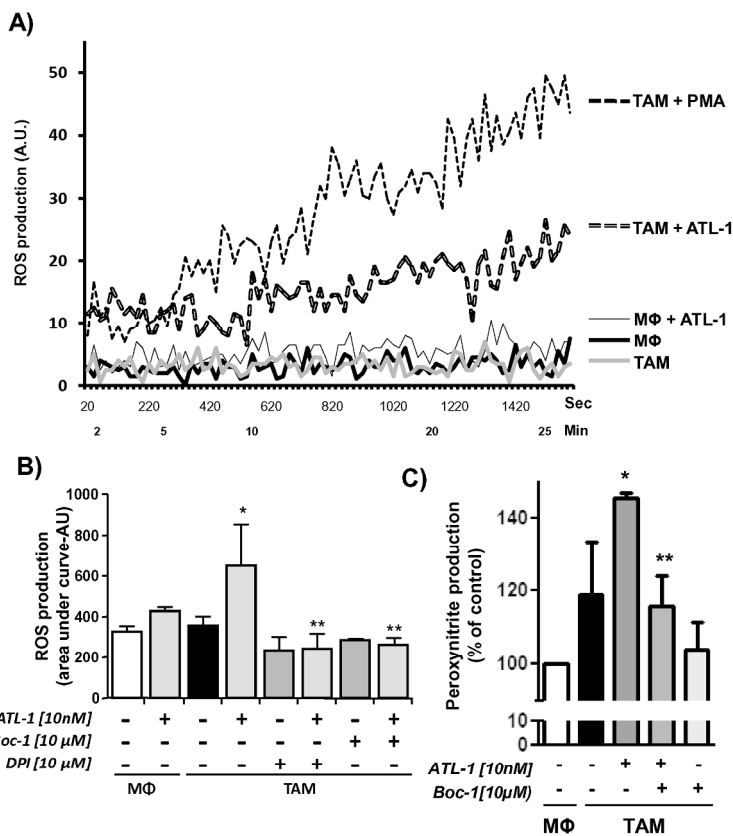 A)
ROS production (A.U.)
50
40
30
20
10
0
20 220 420 620 820 1020 1220 1420 Sec
2 5 10 20 25 Min
TAM + PMA
TAM + ATL-1
MΦ + ATL-1
MΦ
TAM
B)
ROS production
(area under curve-AU)
1000
800
600
400
200
0
*
**
**
ATL-1 [10nM] - + - + - + - +
oc-1 [10 µM] - - - - - - + +
DPI [10 µM] - - - - + + - -
MΦ TAM
C)
Peroxynitrite production
(% of control)
140
120
100
10
0
*
**
ATL-1 [10nM] - - + + -
Boc-1[10µM) - - - + +
MΦ TAM